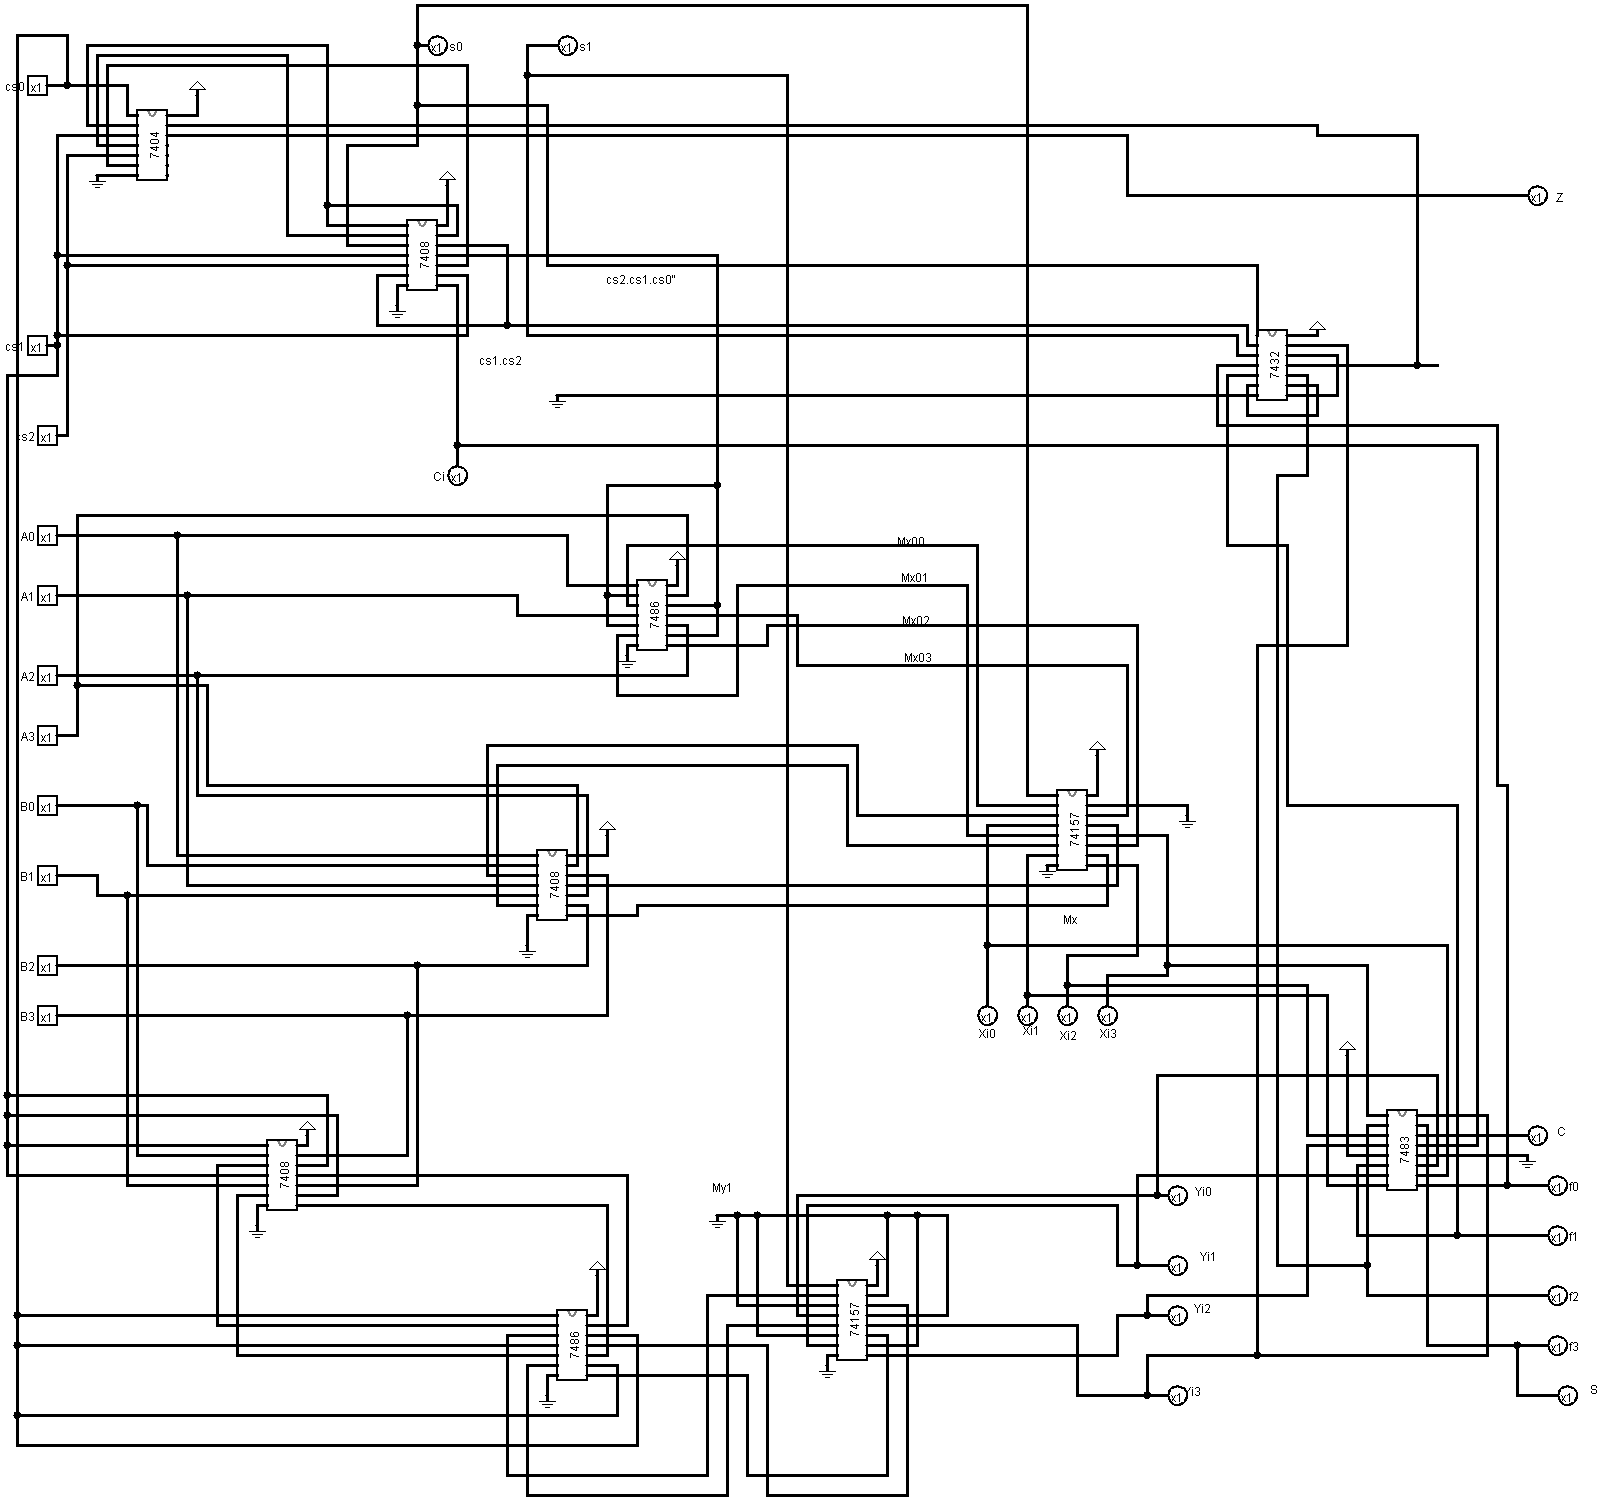 x1 s0
x1 s1
cs0 x1
7404
x1 Z
7408
cs2.cs1.cs0"
cs1 x1
cs1.cs2
7432
cs2 x1
Ci x1
A0 x1
Mx00
A1 x1
Mx01
7486
Mx02
Mx03
A2 x1
A3 x1
B0 x1
74157
B1 x1
7408
Mx
B2 x1
B3 x1
x1 x1 x1 x1
Xi0 Xi1 Xi2 Xi3
x1 C
7483
7408
My1
x1 Yi0
x1 f0
x1 f1
x1 Yi1
x1 f2
x1 Yi2
74157
7486
x1 f3
x1 Yi3
x1 S